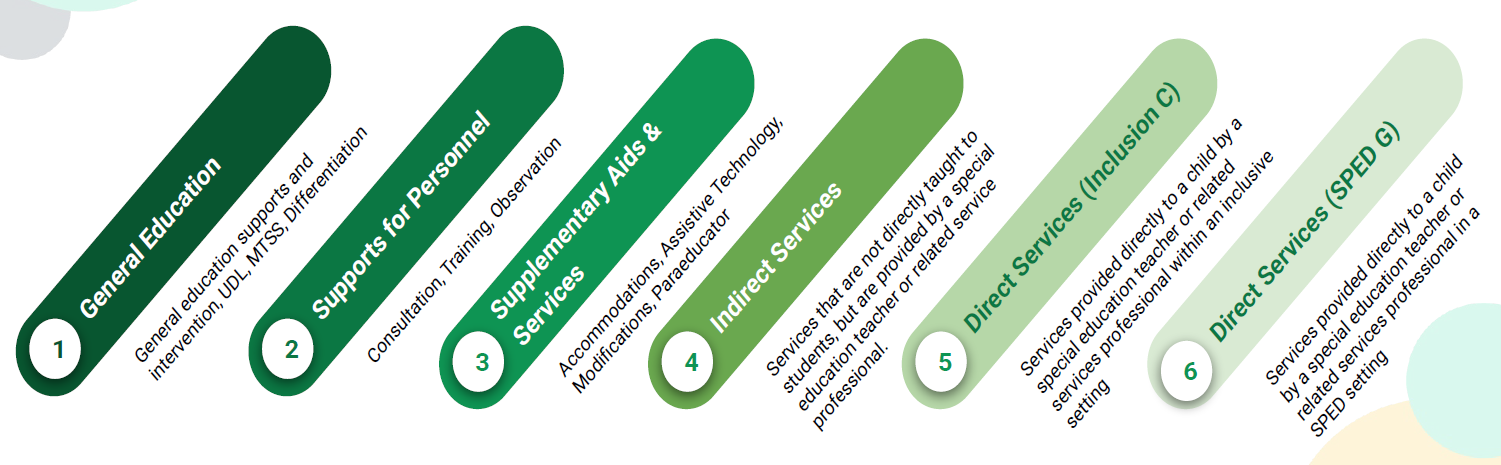 1
General Education
General education supports and
intervention, UDL, MTSS, Differentiation
2
Supports for Personnel
Consultation, Training, Observation
3
Supplementary Aids &
Services
Accommodations, Assistive Technology,
Modifications, Paraeducator
4
Indirect Services
Services that are not directly taught to
students, but are provided by a special
education teacher or related service
professional.
5
Direct Services (Inclusion C)
Services provided directly to a child by a
special education teacher or related
services professional within an inclusive
setting
6
Direct Services (SPED G)
Services provided directly to a child
by a special education teacher or
related services professional in a
SPED setting